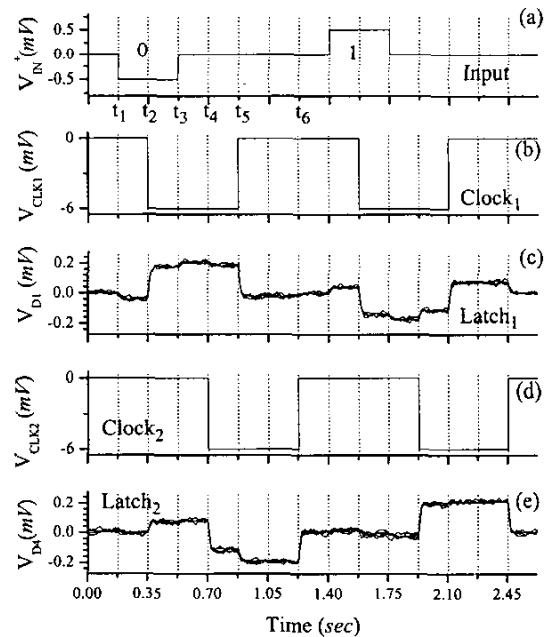 (a)
V_IN^+ (mV)
0.5
0.0
-0.5
0
1
Input
t1 t2 t3 t4 t5 t6
(b)
V_CLK1 (mV)
0
-6
Clock1
(c)
V_D1 (mV)
0.2
0.0
-0.2
Latch1
(d)
V_CLK2 (mV)
0
-6
Clock2
(e)
Latch2
V_D4 (mV)
0.2
0.0
-0.2
0.00 0.35 0.70 1.05 1.40 1.75 2.10 2.45
Time (sec)